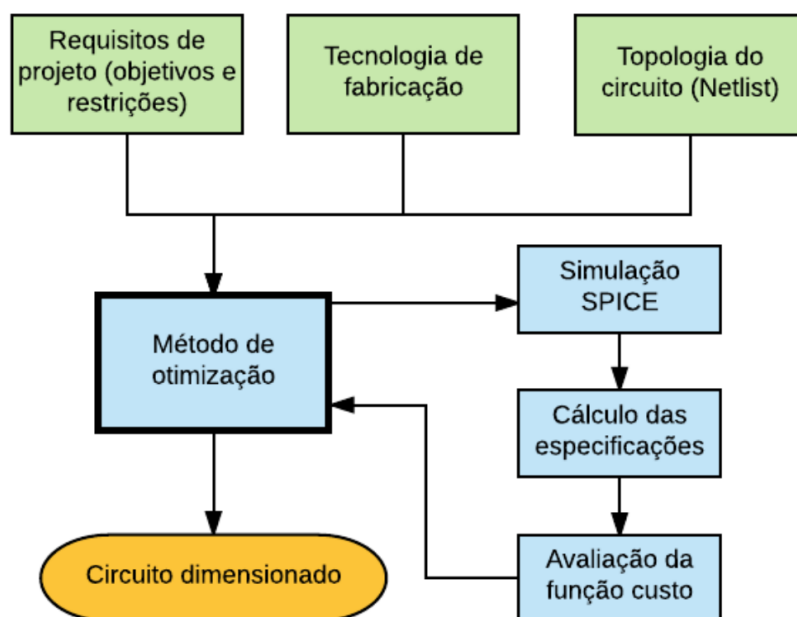 Requisitos de
projeto (objetivos e
restrições)
Tecnologia de
fabricação
Topologia do
circuito (Netlist)
Simulação
SPICE
Método de
otimização
Cálculo das
especificações
Avaliação da
função custo
Circuito dimensionado